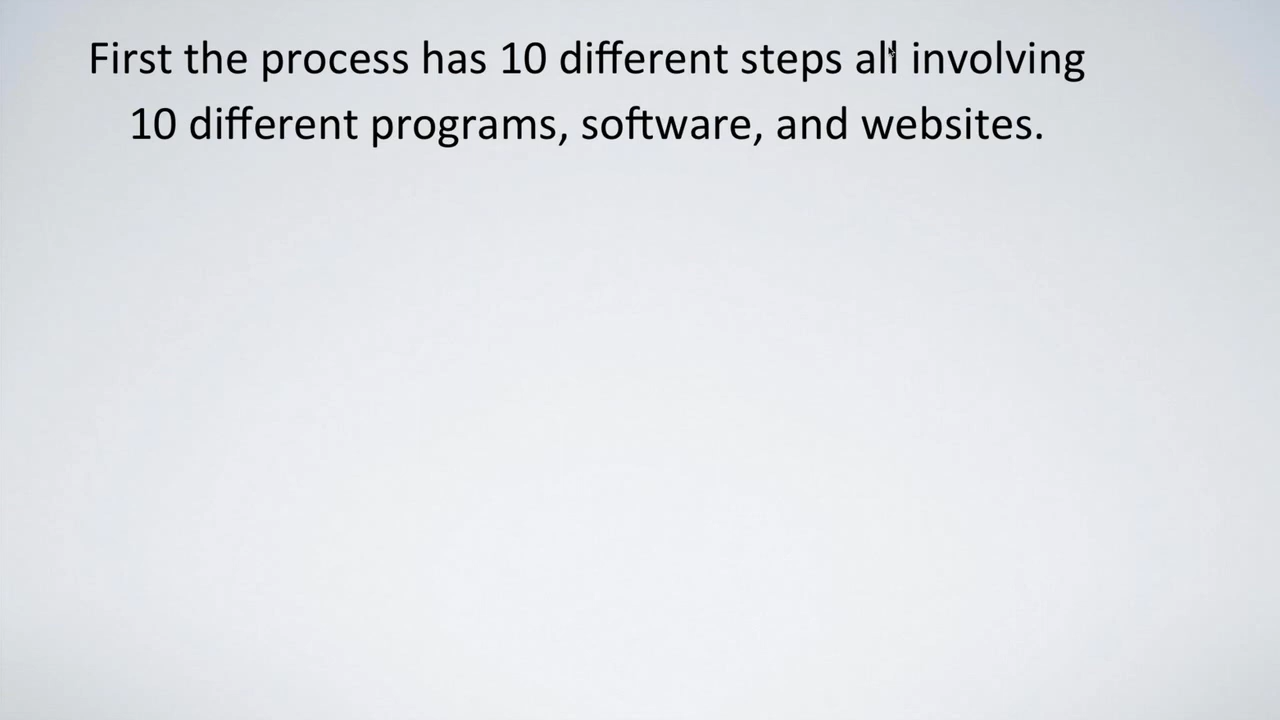 First the process has 10 different steps all involving
10 different programs, software, and websites.